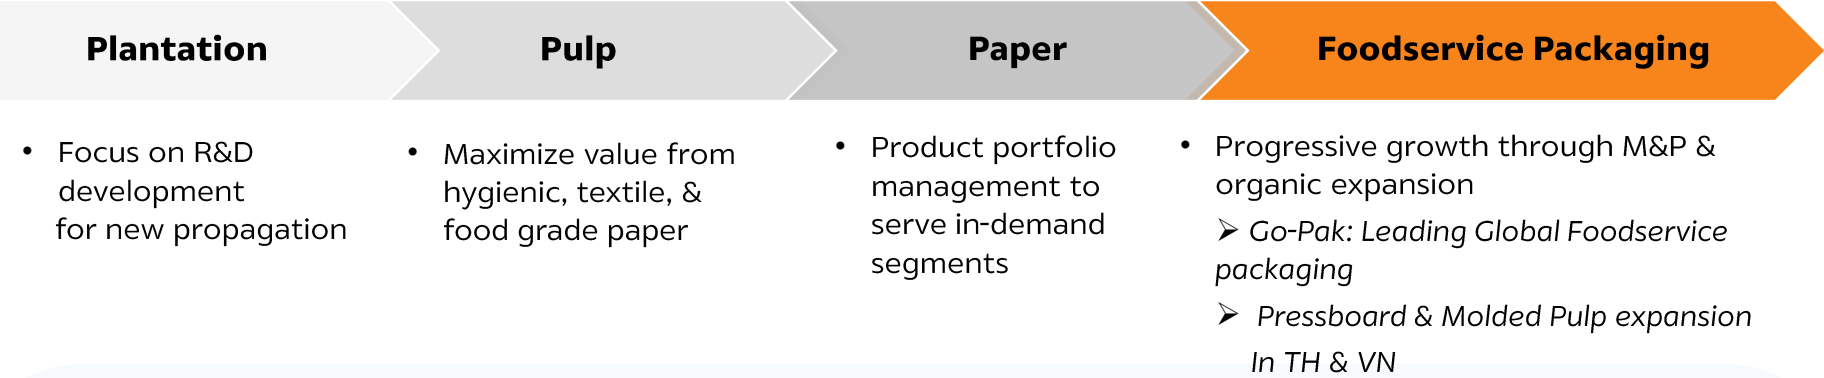 Plantation
Pulp
Paper
Foodservice Packaging
• Focus on R&D
development
for new propagation
• Maximize value from
hygienic, textile, &
food grade paper
• Product portfolio
management to
serve in-demand
segments
• Progressive growth through M&P &
organic expansion
➢ Go-Pak: Leading Global Foodservice
packaging
➢ Pressboard & Molded Pulp expansion
In TH & VN